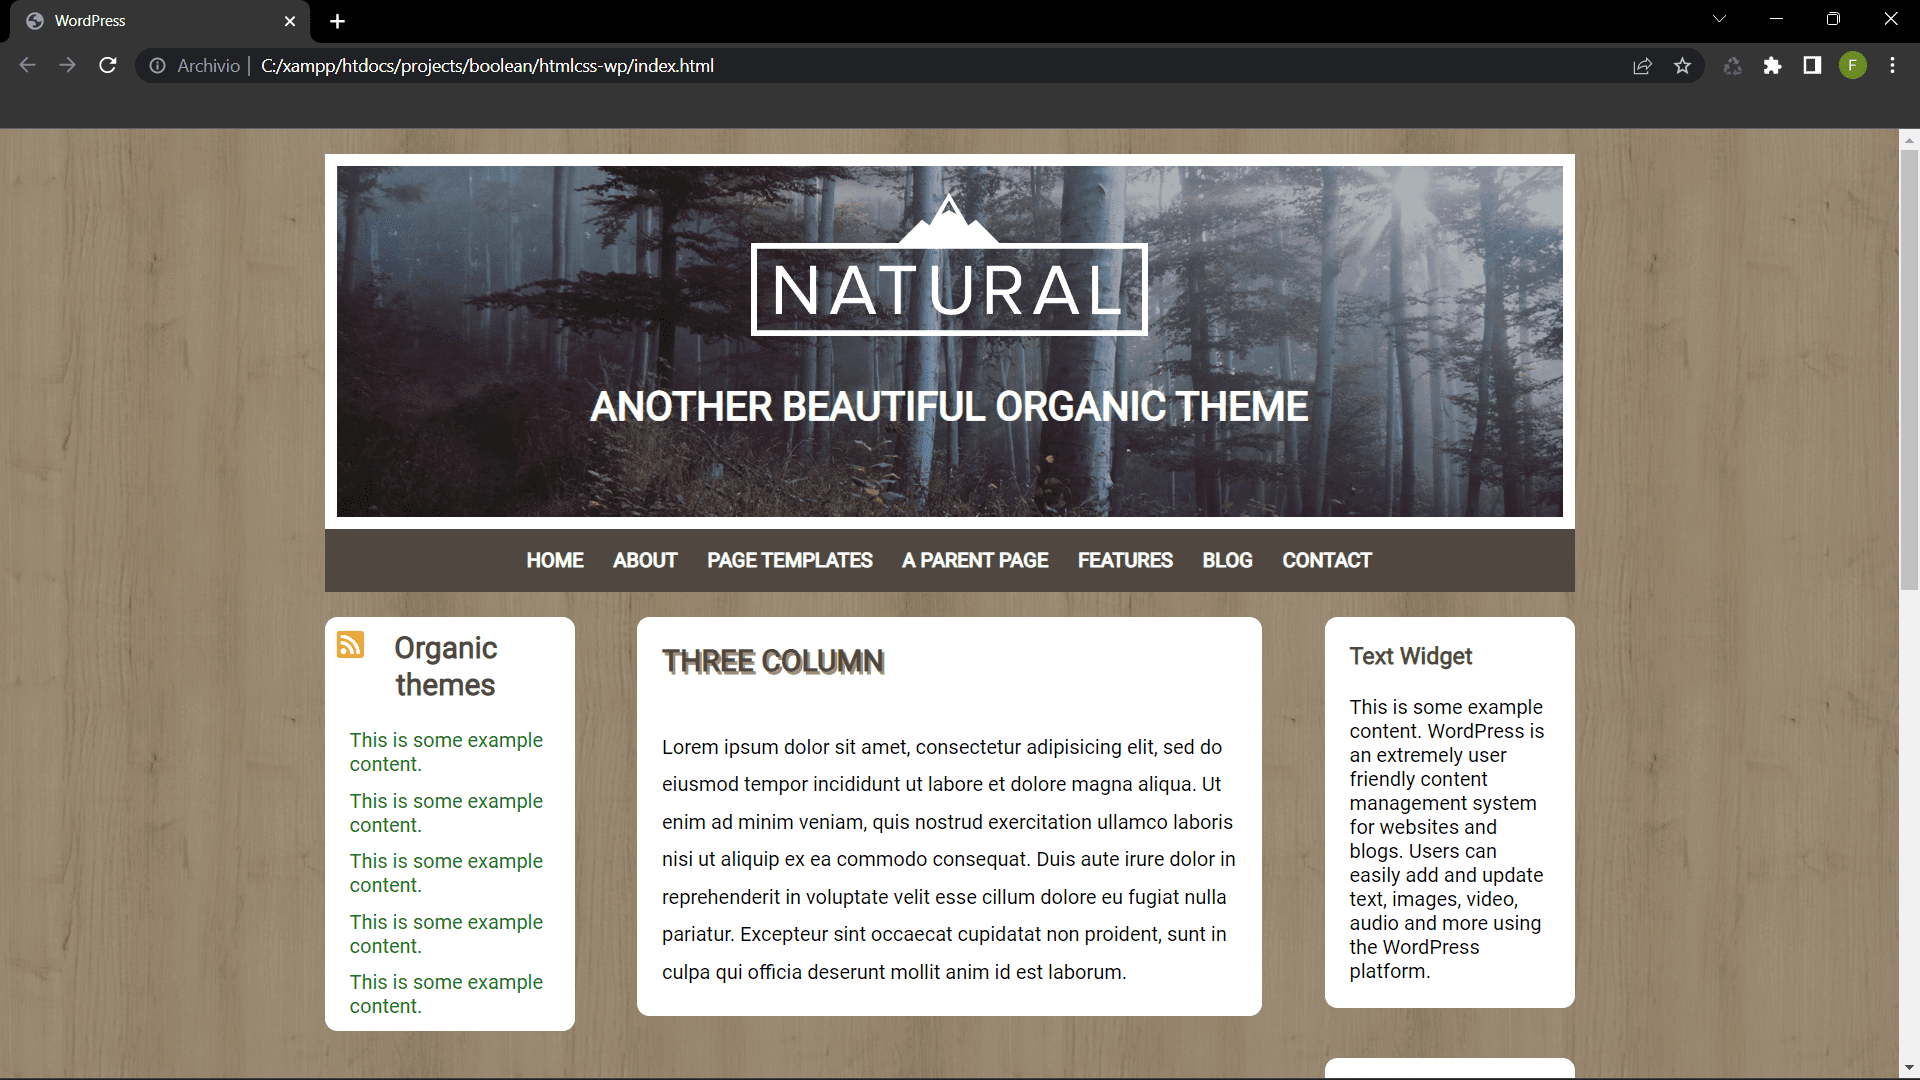 WordPress
Archivio
C:/xampp/htdocs/projects/boolean/htmlcss-wp/index.html
F
NATURAL
ANOTHER BEAUTIFUL ORGANIC THEME
HOME ABOUT PAGE TEMPLATES A PARENT PAGE FEATURES BLOG CONTACT
Organic
themes
This is some example
content.
This is some example
content.
This is some example
content.
This is some example
content.
This is some example
content.
THREE COLUMN
Lorem ipsum dolor sit amet, consectetur adipisicing elit, sed do
eiusmod tempor incididunt ut labore et dolore magna aliqua. Ut
enim ad minim veniam, quis nostrud exercitation ullamco laboris
nisi ut aliquip ex ea commodo consequat. Duis aute irure dolor in
reprehenderit in voluptate velit esse cillum dolore eu fugiat nulla
pariatur. Excepteur sint occaecat cupidatat non proident, sunt in
culpa qui officia deserunt mollit anim id est laborum.
Text Widget
This is some example
content. WordPress is
an extremely user
friendly content
management system
for websites and
blogs. Users can
easily add and update
text, images, video,
audio and more using
the WordPress
platform.